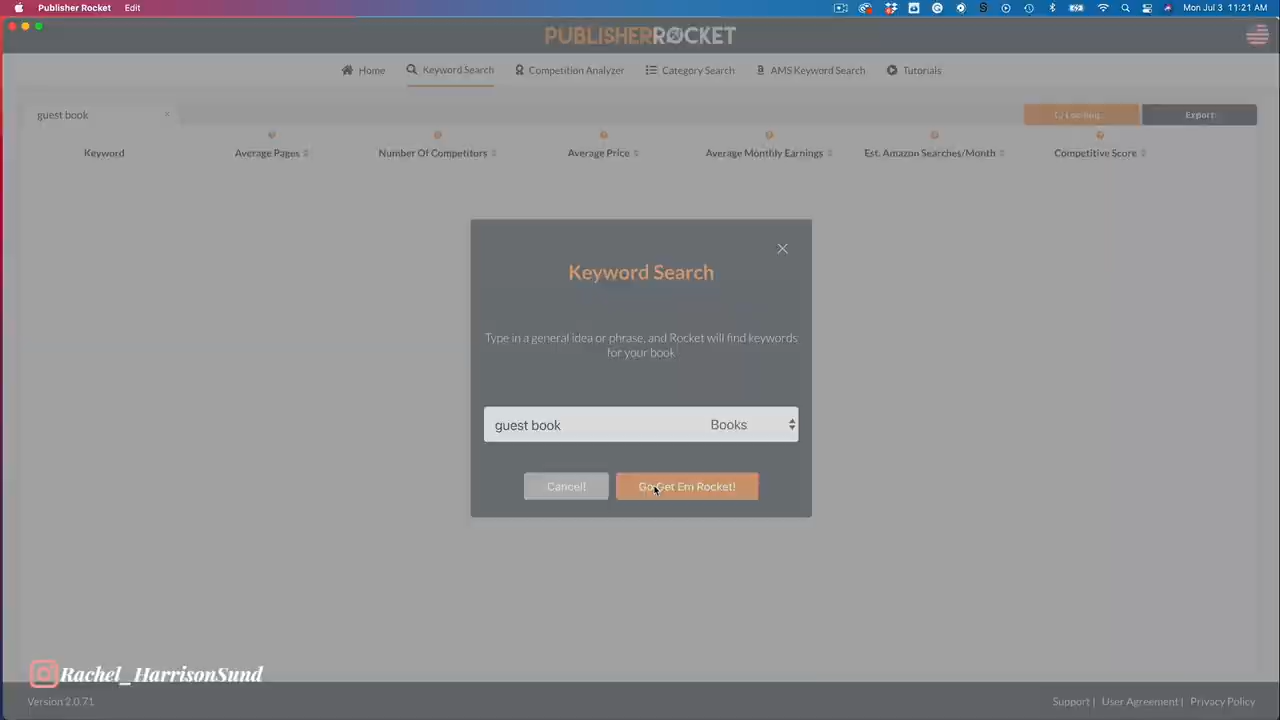 Publisher Rocket Edit Mon Jul 3 11:21 AM
PUBLISHER ROCKET
Home Keyword Search Competition Analyzer Category Search AMS Keyword Search Tutorials
guest book × Loading... Export
Keyword Average Pages Number Of Competitors Average Price Average Monthly Earnings Est. Amazon Searches/Month Competitive Score
Keyword Search
Type in a general idea or phrase, and Rocket will find keywords
for your book
guest book Books
Cancel! Go Get Em Rocket!
Rachel_HarrisonSund
Version 2.0.71 Support | User Agreement | Privacy Policy